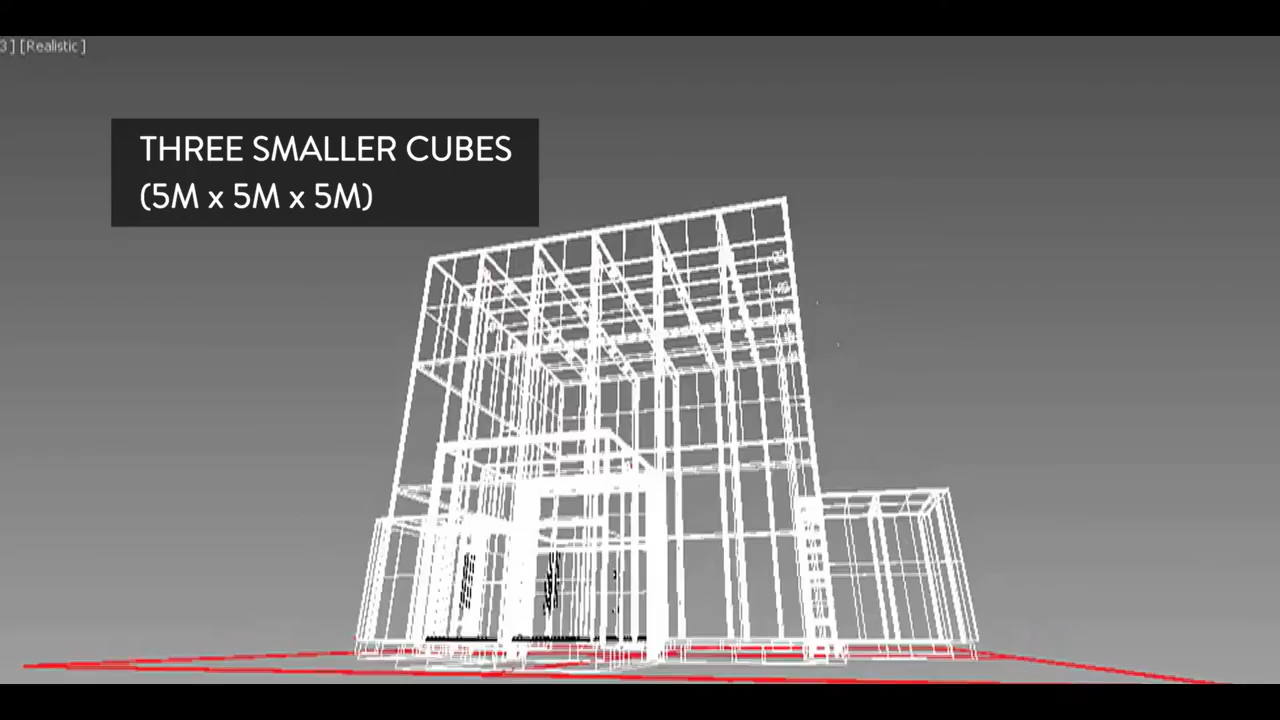 3 ] [Realistic ]
THREE SMALLER CUBES
(5M x 5M x 5M)